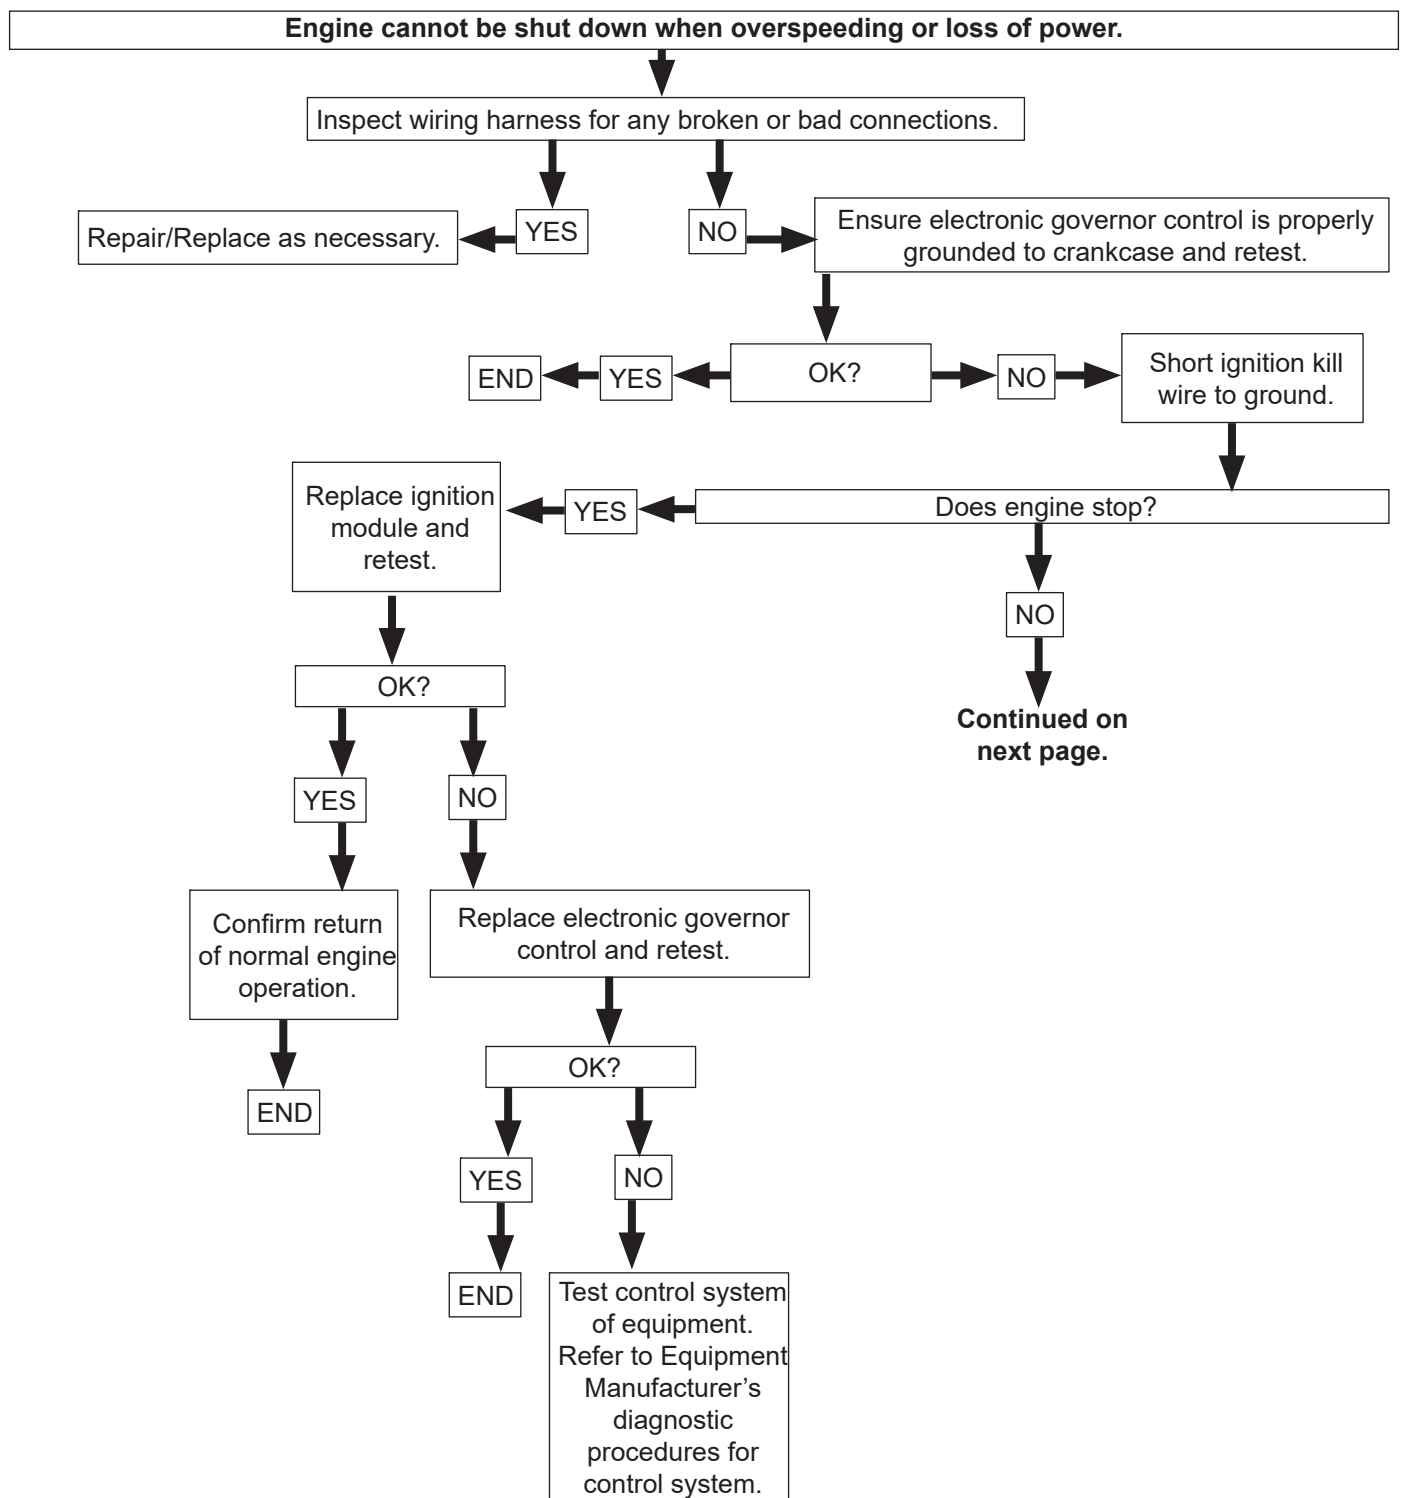 Engine cannot be shut down when overspeeding or loss of power.
Inspect wiring harness for any broken or bad connections.
Repair/Replace as necessary.
YES
NO
Ensure electronic governor control is properly
grounded to crankcase and retest.
END
YES
OK?
NO
Short ignition kill
wire to ground.
Replace ignition
module and
retest.
YES
Does engine stop?
NO
Continued on
next page.
OK?
YES
NO
Confirm return
of normal engine
operation.
END
Replace electronic governor
control and retest.
OK?
YES
NO
END
Test control system
of equipment.
Refer to Equipment
Manufacturer’s
diagnostic
procedures for
control system.